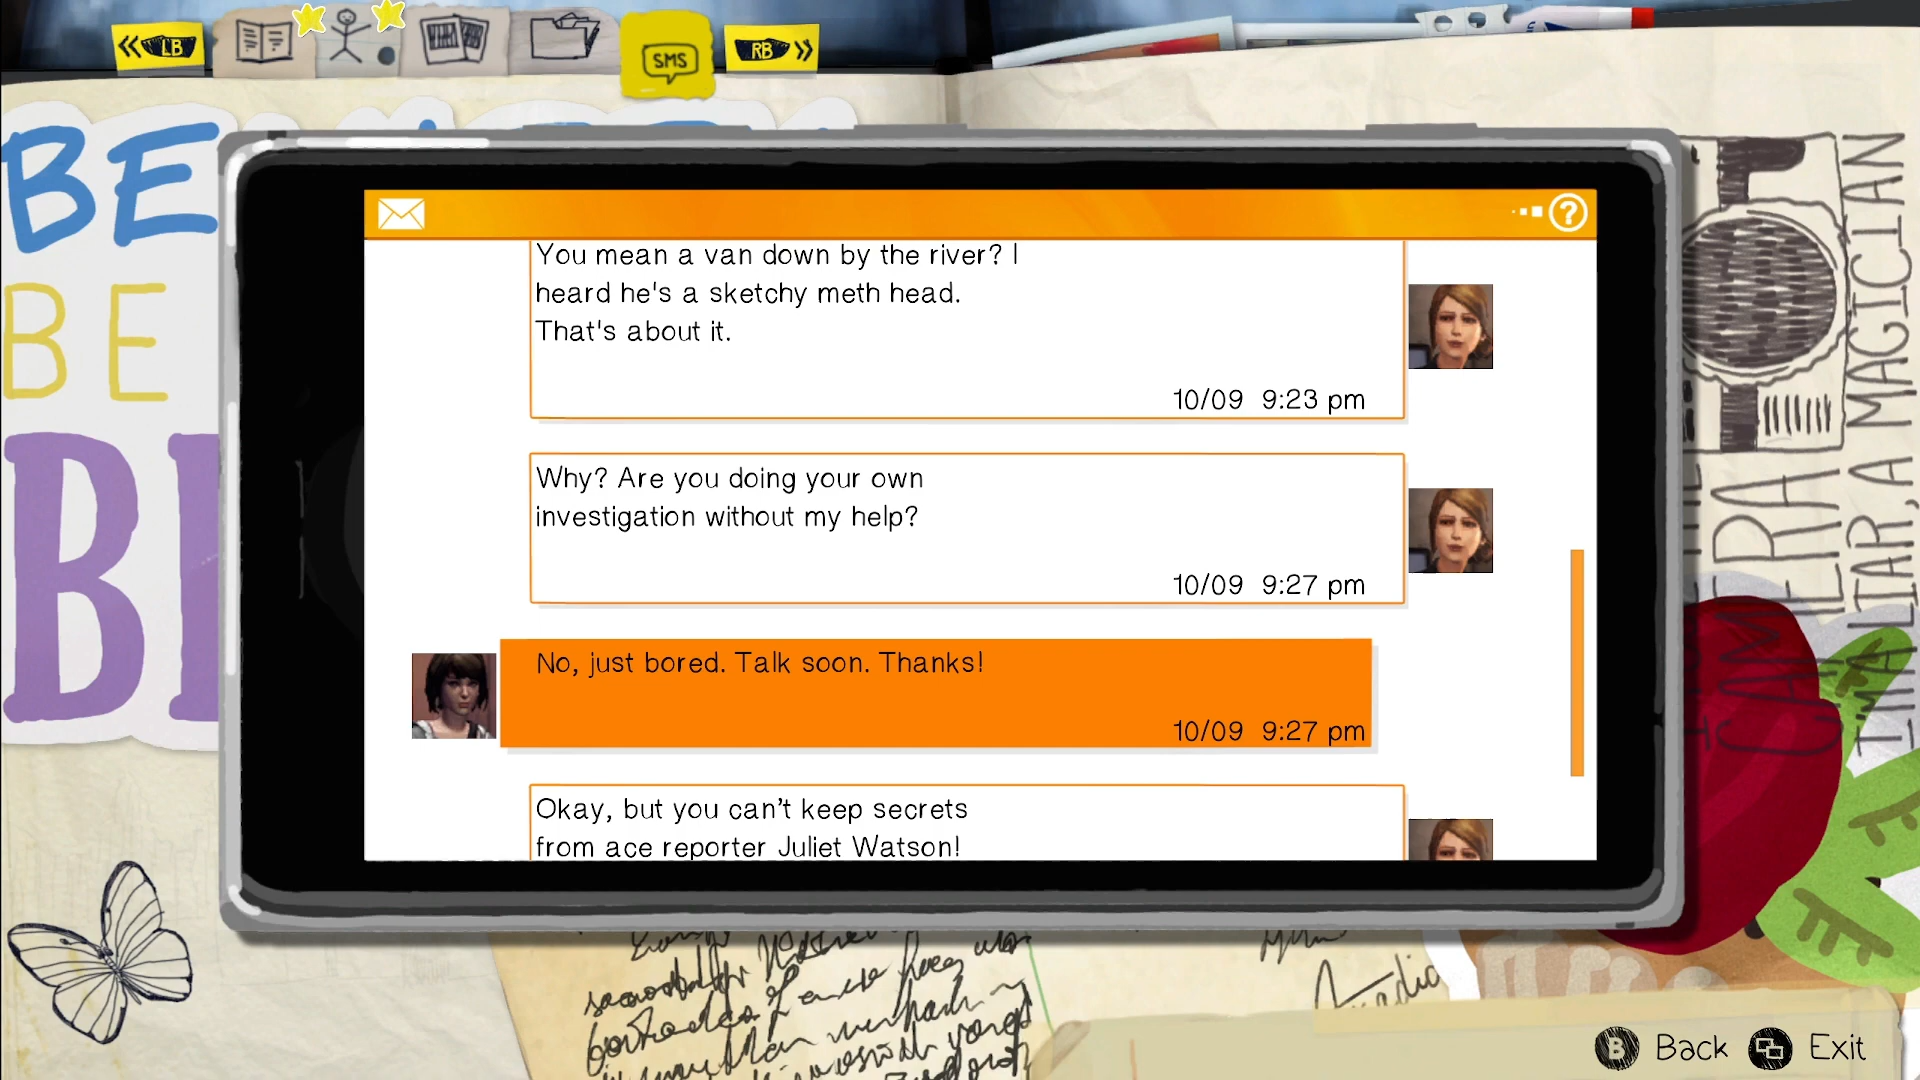 LB
SMS
RB
BE
BE
You mean a van down by the river? I
heard he's a sketchy meth head.
That's about it.
10/09 9:23 pm
Why? Are you doing your own
investigation without my help?
10/09 9:27 pm
No, just bored. Talk soon. Thanks!
10/09 9:27 pm
Okay, but you can’t keep secrets
from ace reporter Juliet Watson!
CAMERA
I'M A LIAR, A MAGICIAN
B Back
Exit